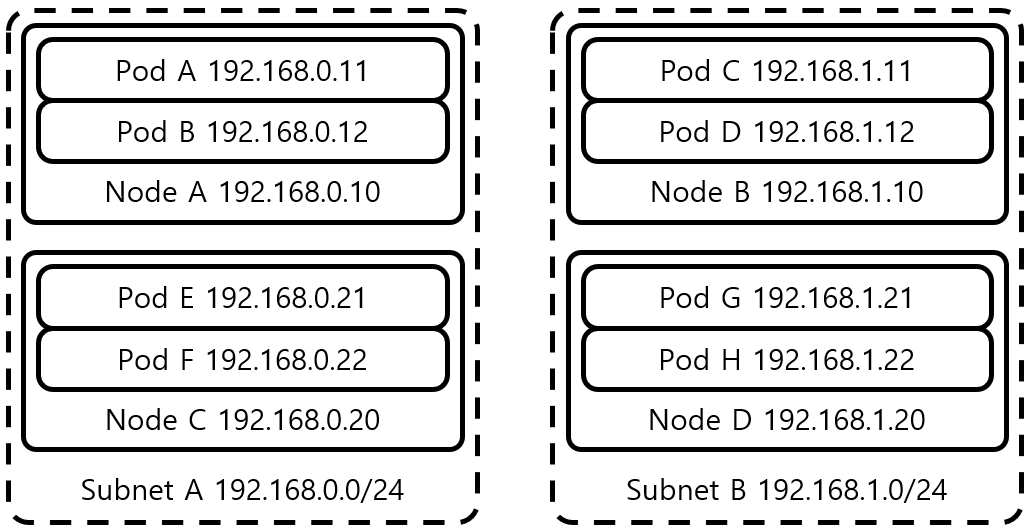 Pod A 192.168.0.11
Pod B 192.168.0.12
Node A 192.168.0.10
Pod E 192.168.0.21
Pod F 192.168.0.22
Node C 192.168.0.20
Subnet A 192.168.0.0/24
Pod C 192.168.1.11
Pod D 192.168.1.12
Node B 192.168.1.10
Pod G 192.168.1.21
Pod H 192.168.1.22
Node D 192.168.1.20
Subnet B 192.168.1.0/24